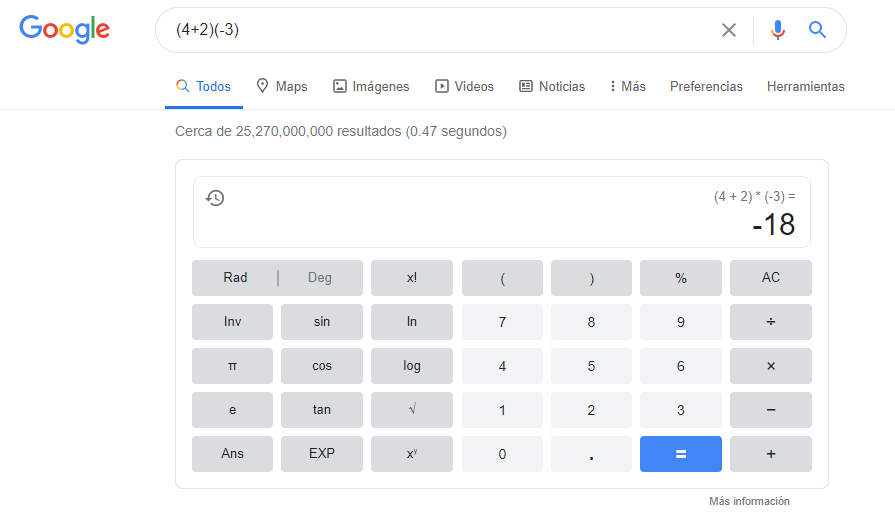 Google (4+2)(-3)
Todos Maps Imágenes Videos Noticias Más Preferencias Herramientas
Cerca de 25,270,000,000 resultados (0.47 segundos)
(4 + 2) * (-3) =
-18
Rad | Deg x! ( ) % AC
Inv sin ln 7 8 9 ÷
π cos log 4 5 6 ×
e tan √ 1 2 3 −
Ans EXP xʸ 0 . = +
Más información